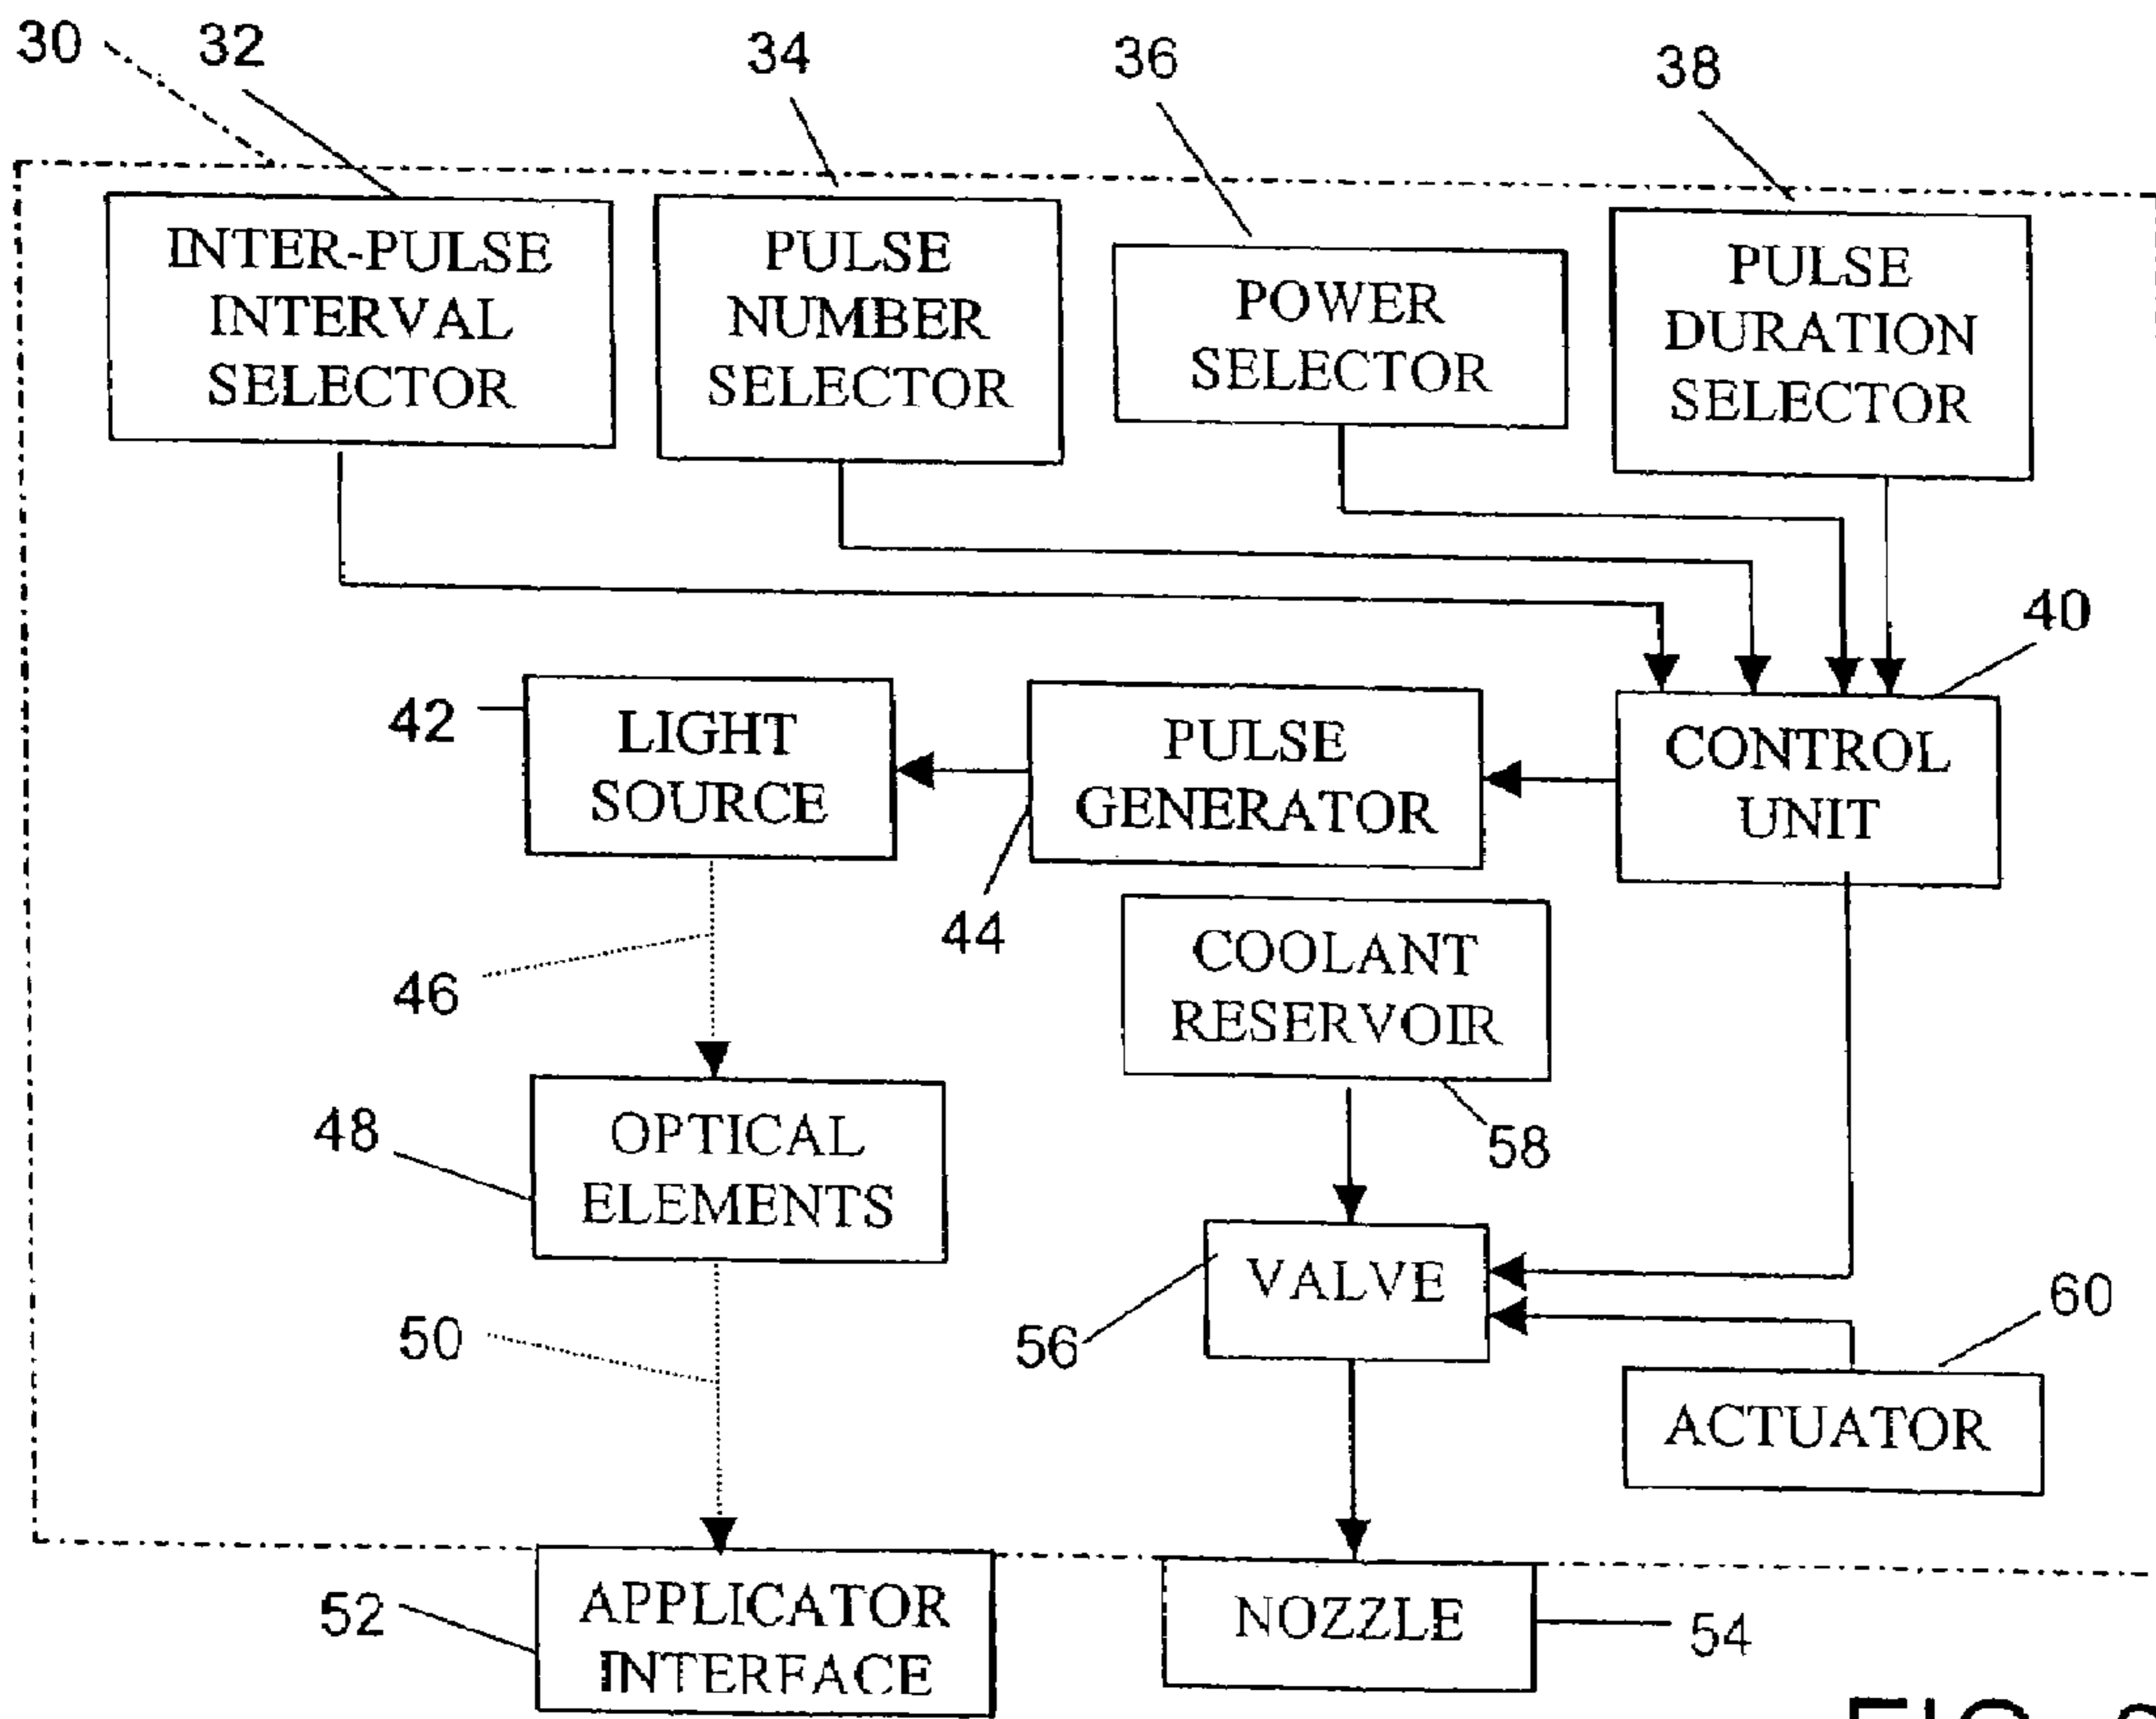 30
32
34
36
38
INTER-PULSE
INTERVAL
SELECTOR
PULSE
NUMBER
SELECTOR
POWER
SELECTOR
PULSE
DURATION
SELECTOR
40
42
LIGHT
SOURCE
PULSE
GENERATOR
CONTROL
UNIT
44
46
COOLANT
RESERVOIR
48
OPTICAL
ELEMENTS
58
50
56
VALVE
60
ACTUATOR
52
APPLICATOR
INTERFACE
NOZZLE
54
FIG.